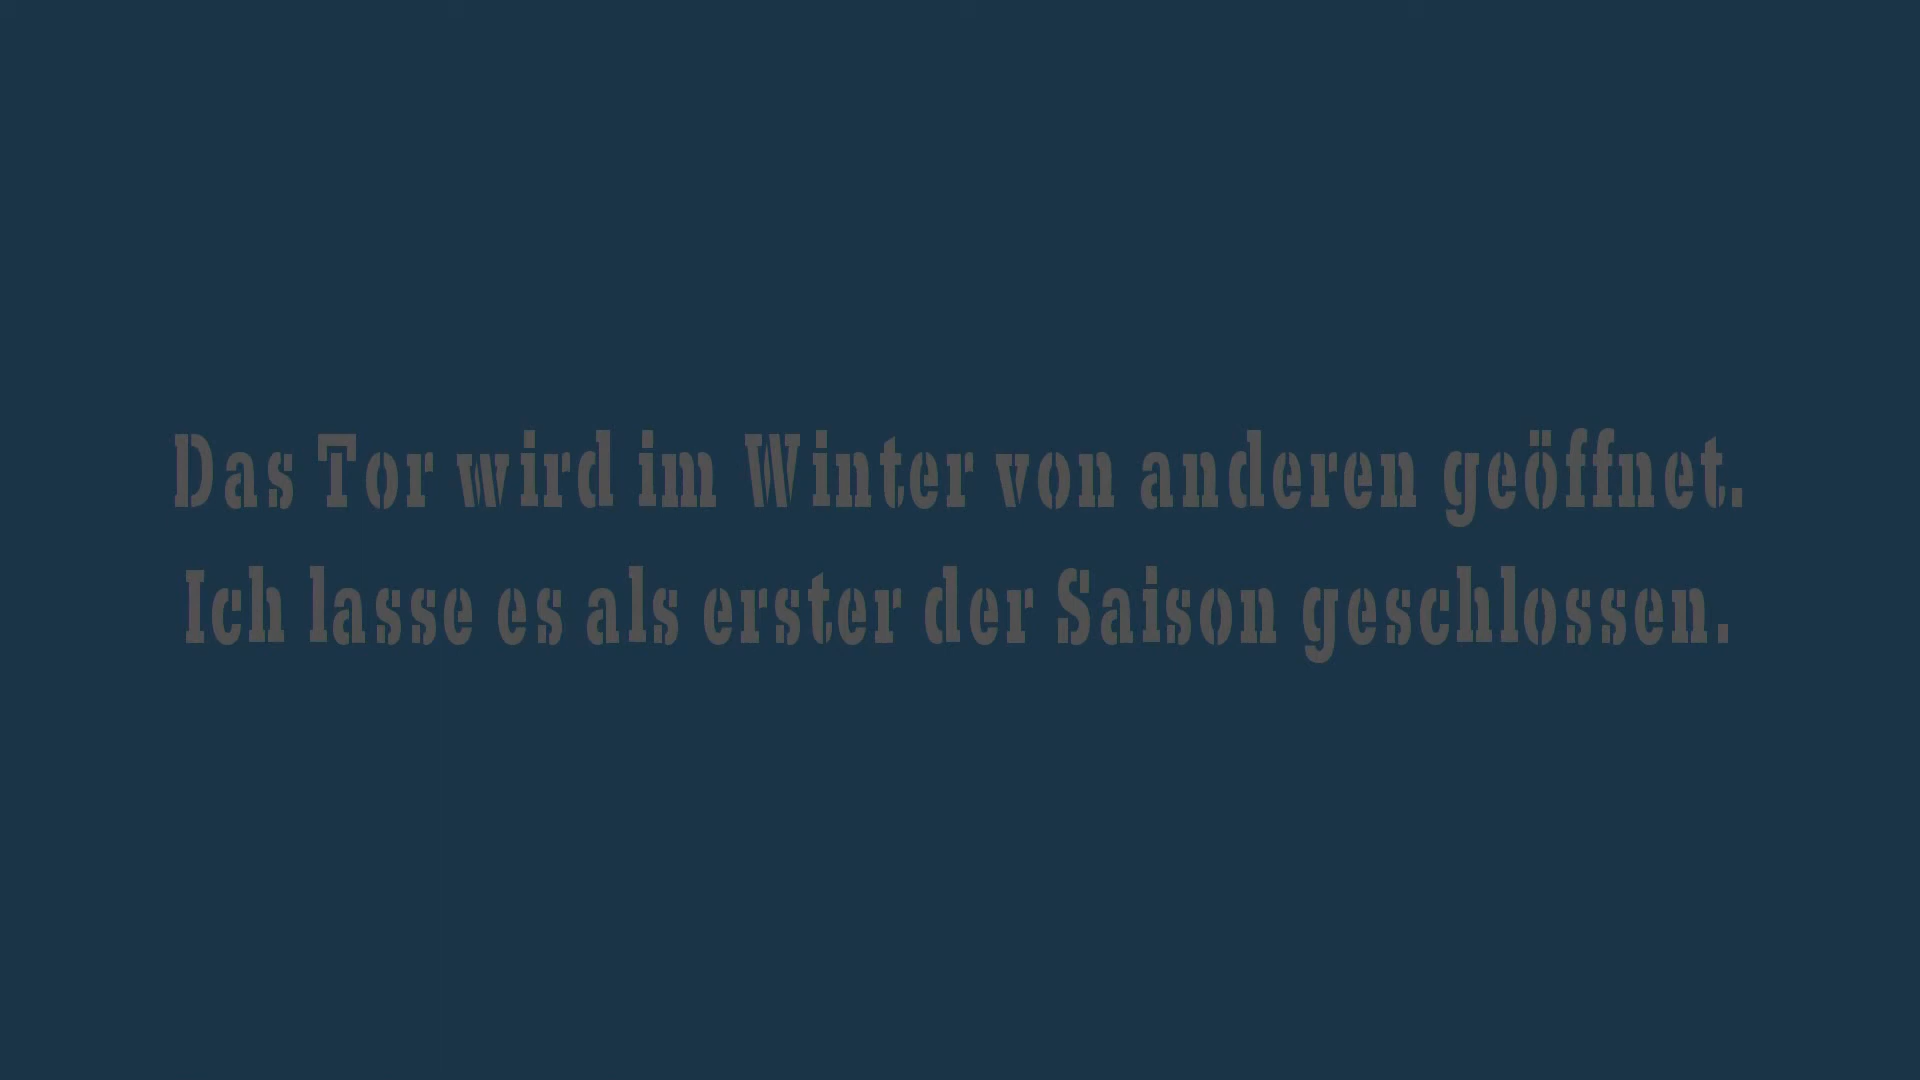 Das Tor wird im Winter von anderen geöffnet.
Ich lasse es als erster der Saison geschlossen.